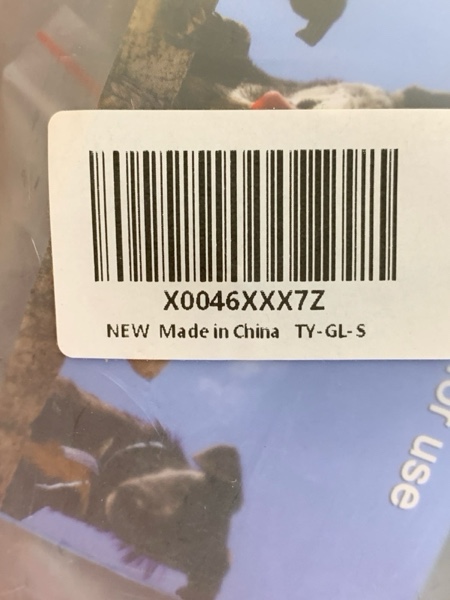 X0046XXX7Z
NEW Made in China TY-GL-S
use